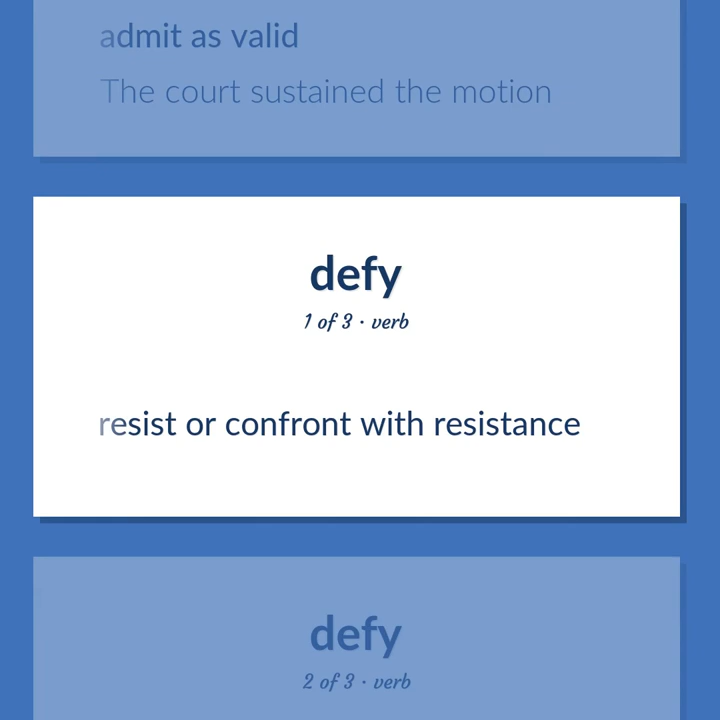 admit as valid
The court sustained the motion
defy
1 of 3 · verb
resist or confront with resistance
defy
2 of 3 · verb